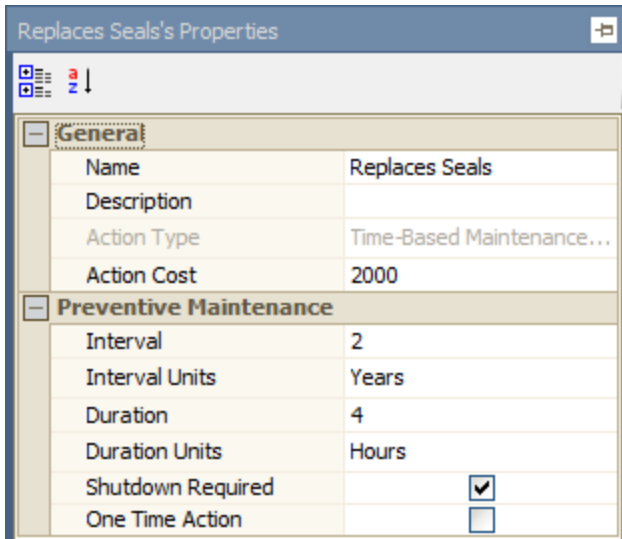 Replaces Seals's Properties
a
z
General
Name Replaces Seals
Description
Action Type Time-Based Maintenance...
Action Cost 2000
Preventive Maintenance
Interval 2
Interval Units Years
Duration 4
Duration Units Hours
Shutdown Required
One Time Action